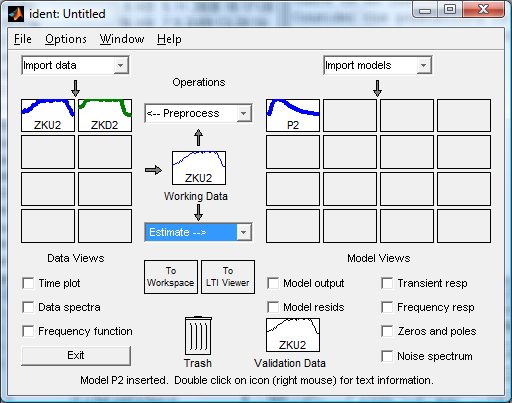 ident: Untitled
File Options Window Help
Import data
Import models
Operations
<-- Preprocess
ZKU2
ZKD2
P2
ZKU2
Working Data
Estimate -->
Data Views
Model Views
To Workspace
To LTI Viewer
Time plot
Data spectra
Frequency function
Model output
Model resids
Transient resp
Frequency resp
Zeros and poles
Noise spectrum
Exit
Trash
ZKU2
Validation Data
Model P2 inserted. Double click on icon (right mouse) for text information.